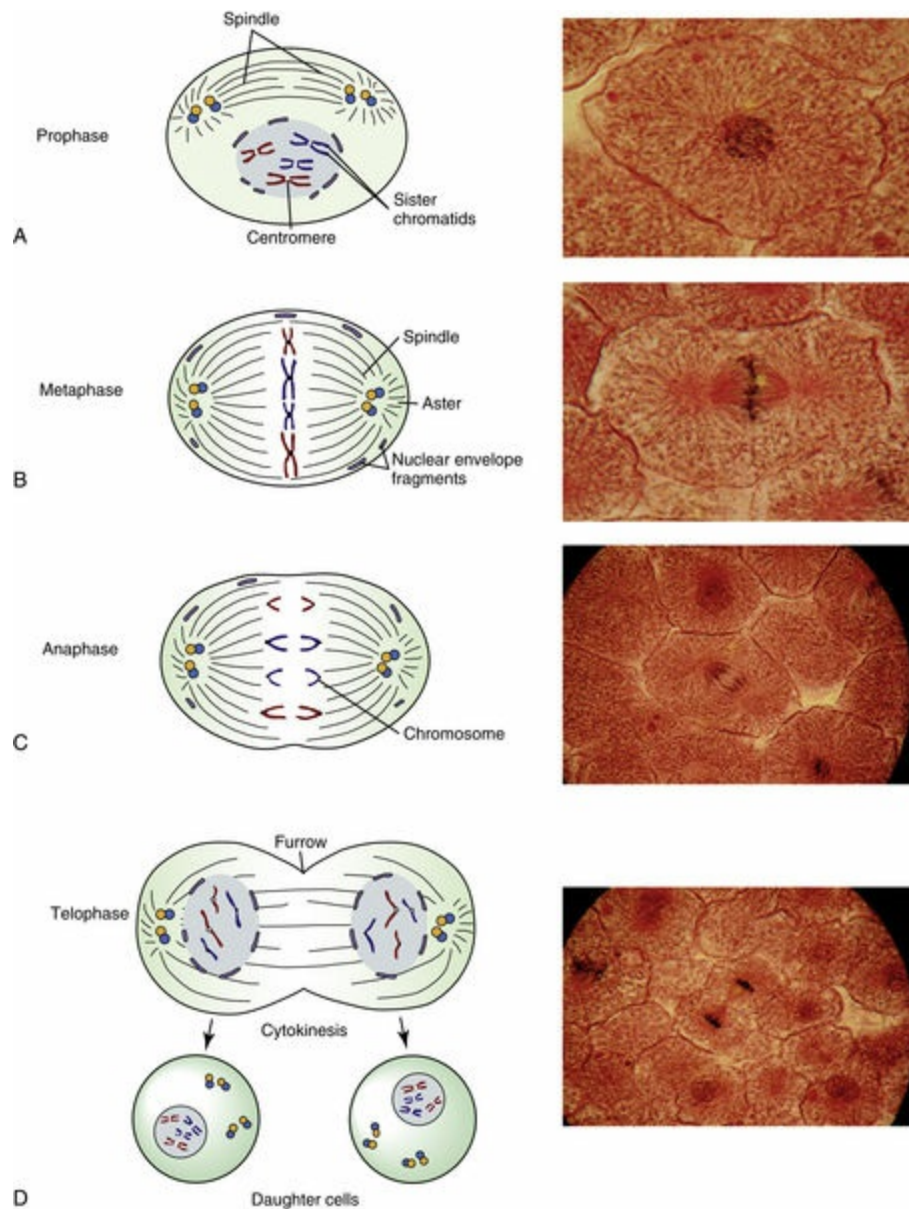 Spindle
Prophase
Sister
chromatids
Centromere
A
Spindle
Metaphase
Aster
Nuclear envelope
fragments
B
Anaphase
Chromosome
C
Furrow
Telophase
Cytokinesis
Daughter cells
D